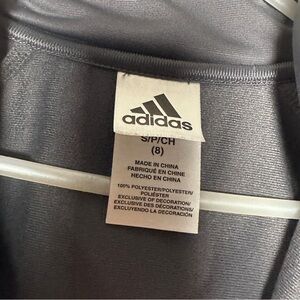 adidas
S/P/CH
(8)
MADE IN CHINA
FABRIQUÉ EN CHINE
HECHO EN CHINA
100% POLYESTER/POLYESTER/
POLIÉSTER
EXCLUSIVE OF DECORATION/
EXCLUSIVE DES DÉCORATIONS/
EXCLUYENDO LA DECORACIÓN